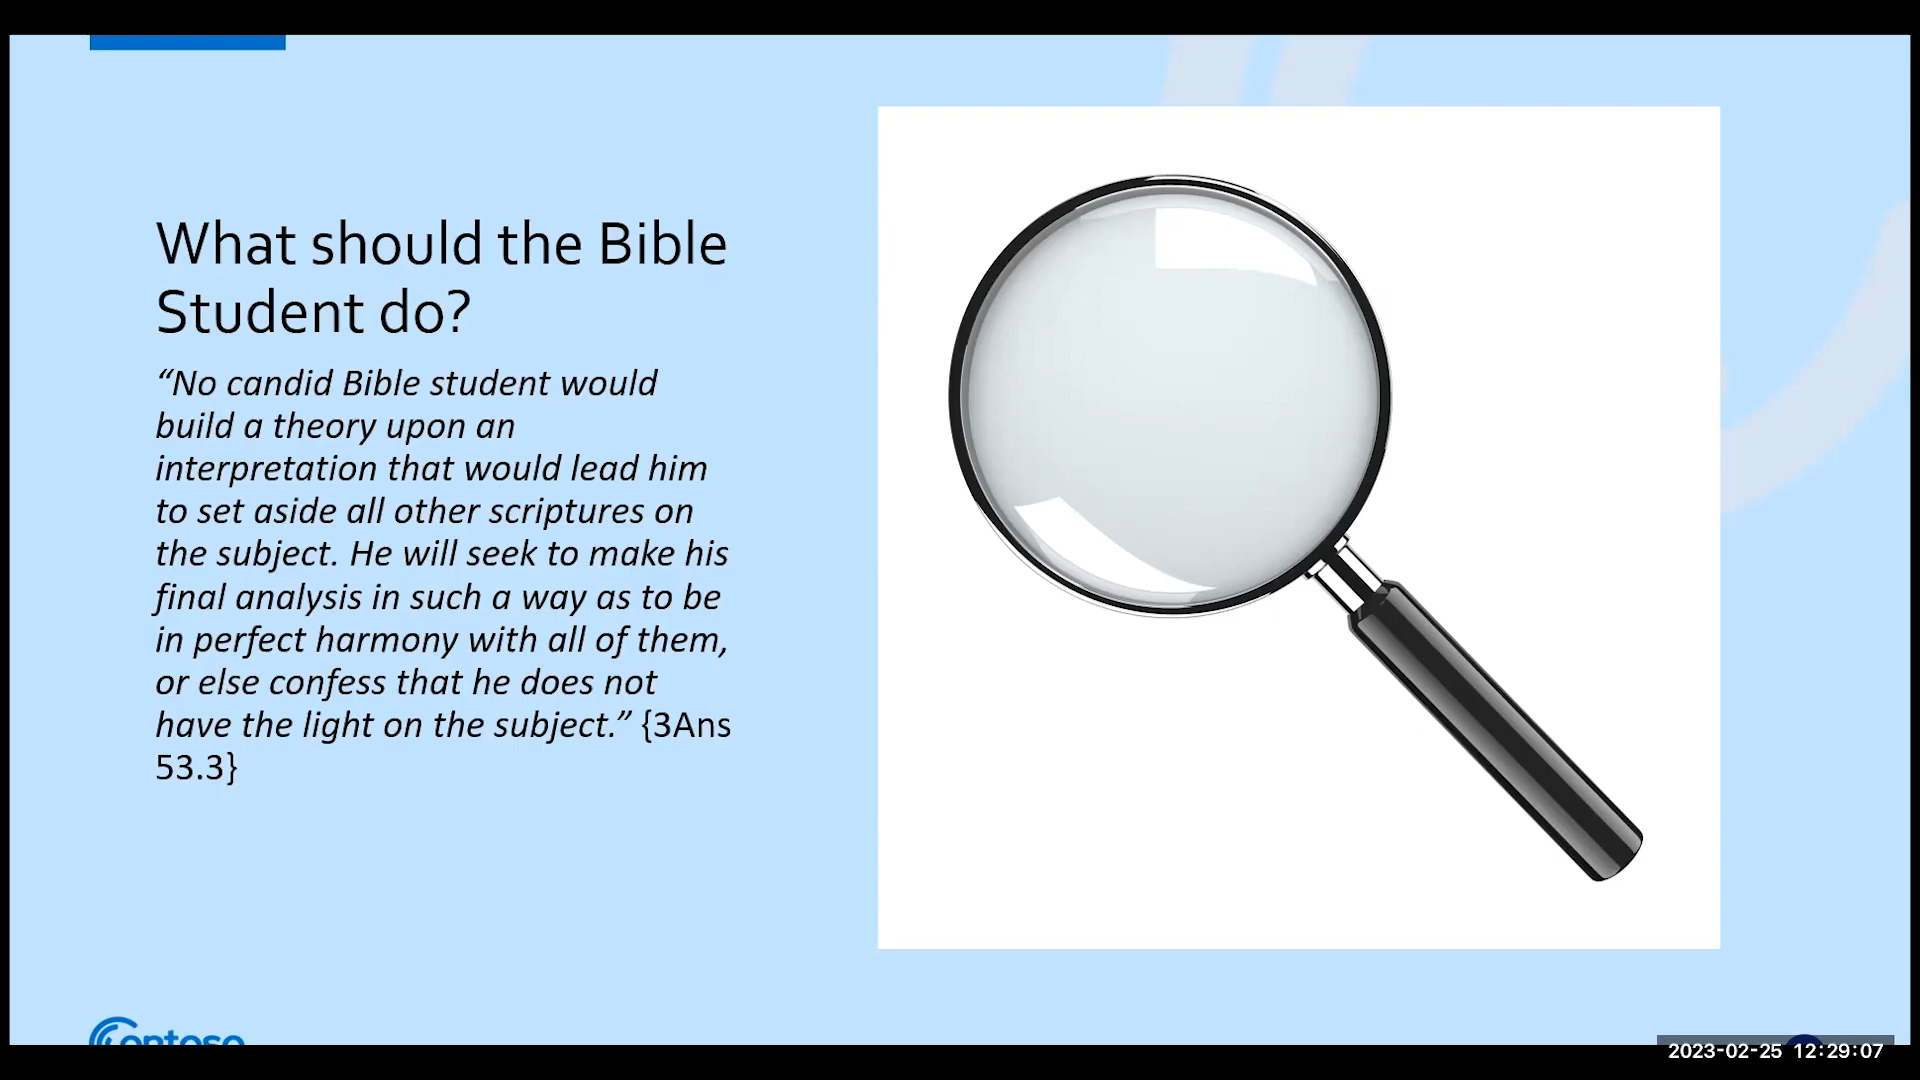 What should the Bible
Student do?
“No candid Bible student would
build a theory upon an
interpretation that would lead him
to set aside all other scriptures on
the subject. He will seek to make his
final analysis in such a way as to be
in perfect harmony with all of them,
or else confess that he does not
have the light on the subject.” {3Ans
53.3}
Contoso
2023-02-25 12:29:07